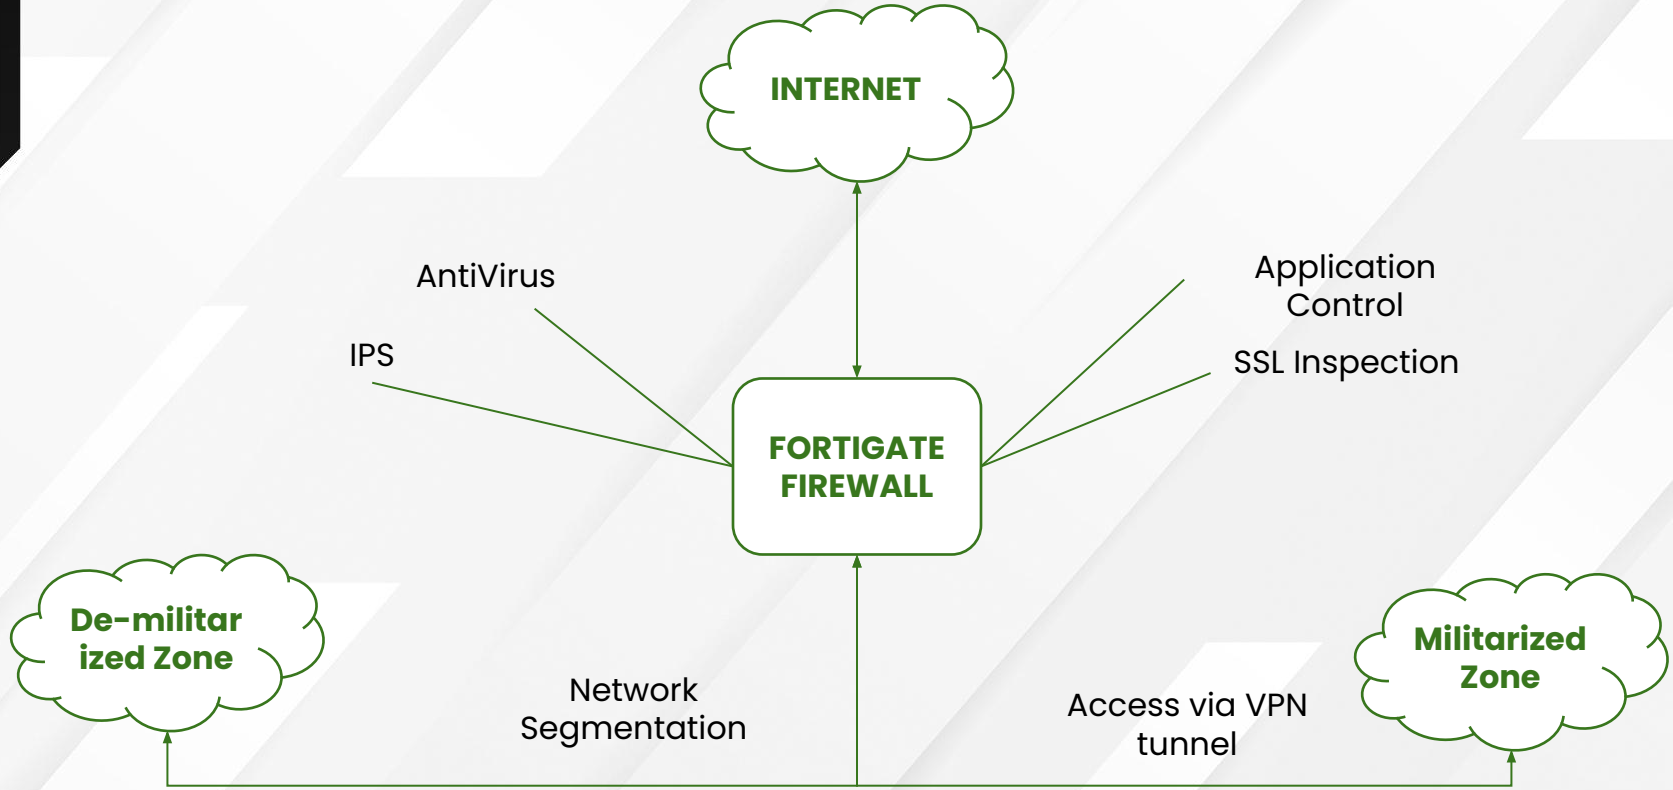 INTERNET
AntiVirus
Application
Control
IPS
SSL Inspection
FORTIGATE
FIREWALL
De-militar
ized Zone
Militarized
Zone
Network
Segmentation
Access via VPN
tunnel